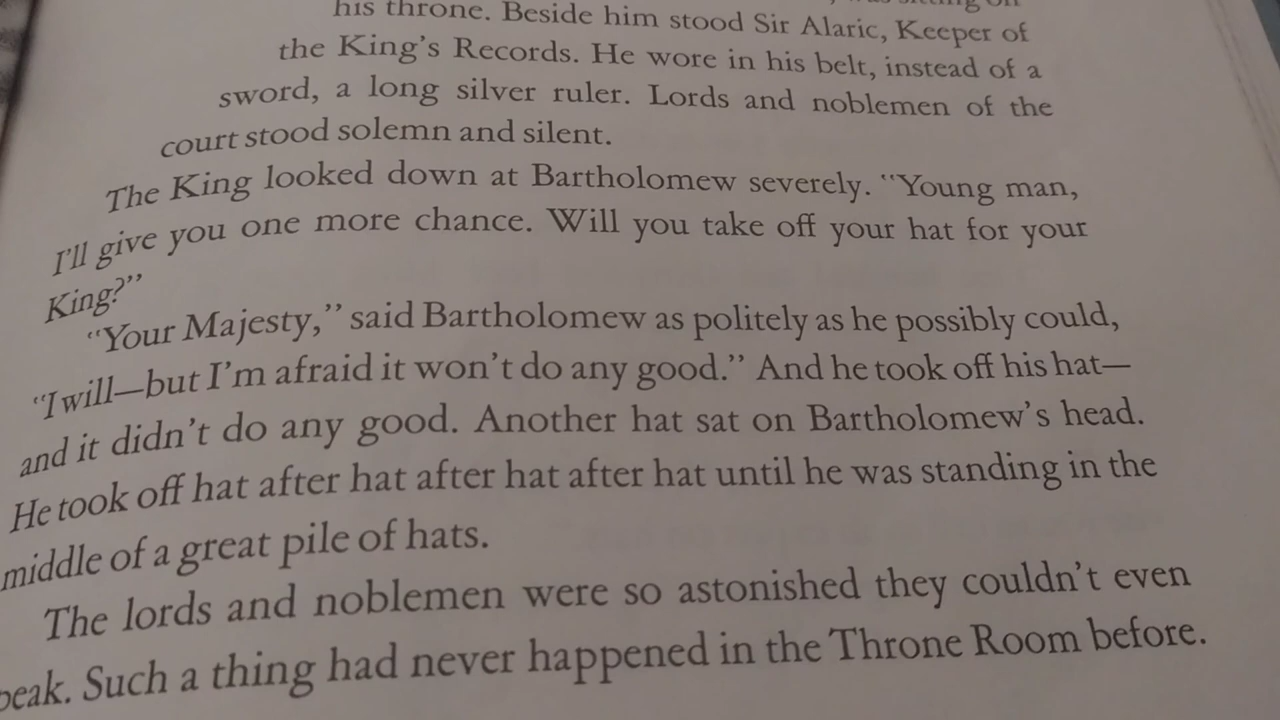 was sitting on
his throne. Beside him stood Sir Alaric, Keeper of
the King's Records. He wore in his belt, instead of a
sword, a long silver ruler. Lords and noblemen of the
court stood solemn and silent.
The King looked down at Bartholomew severely. “Young man,
I'll give you one more chance. Will you take off your hat for your
King?”
“Your Majesty,” said Bartholomew as politely as he possibly could,
“I will—but I'm afraid it won't do any good.” And he took off his hat—
and it didn't do any good. Another hat sat on Bartholomew's head.
He took off hat after hat after hat after hat until he was standing in the
middle of a great pile of hats.
The lords and noblemen were so astonished they couldn't even
peak. Such a thing had never happened in the Throne Room before.